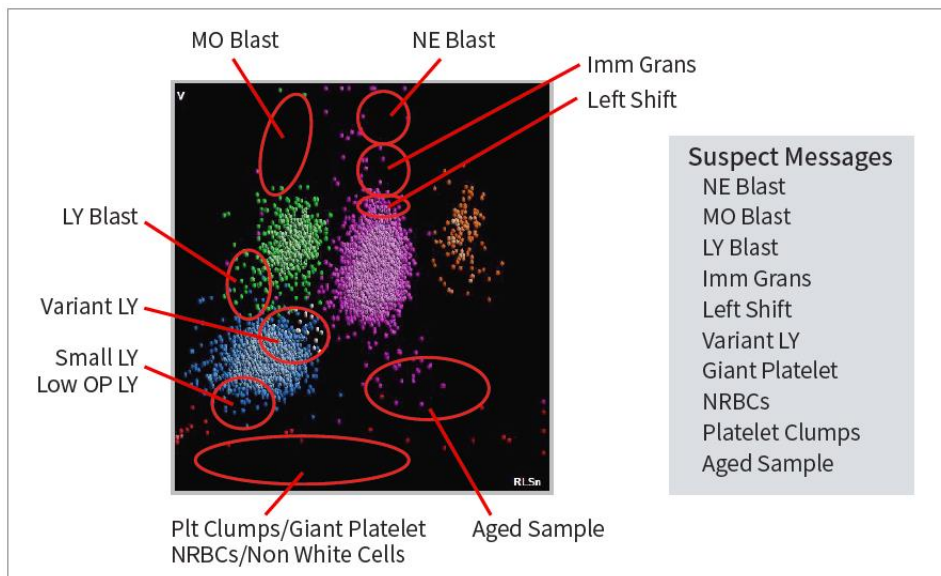 MO Blast
NE Blast
Imm Grans
Left Shift
V
LY Blast
Variant LY
Small LY
Low OP LY
RLSn
Plt Clumps/Giant Platelet
NRBCs/Non White Cells
Aged Sample
Suspect Messages
NE Blast
MO Blast
LY Blast
Imm Grans
Left Shift
Variant LY
Giant Platelet
NRBCs
Platelet Clumps
Aged Sample